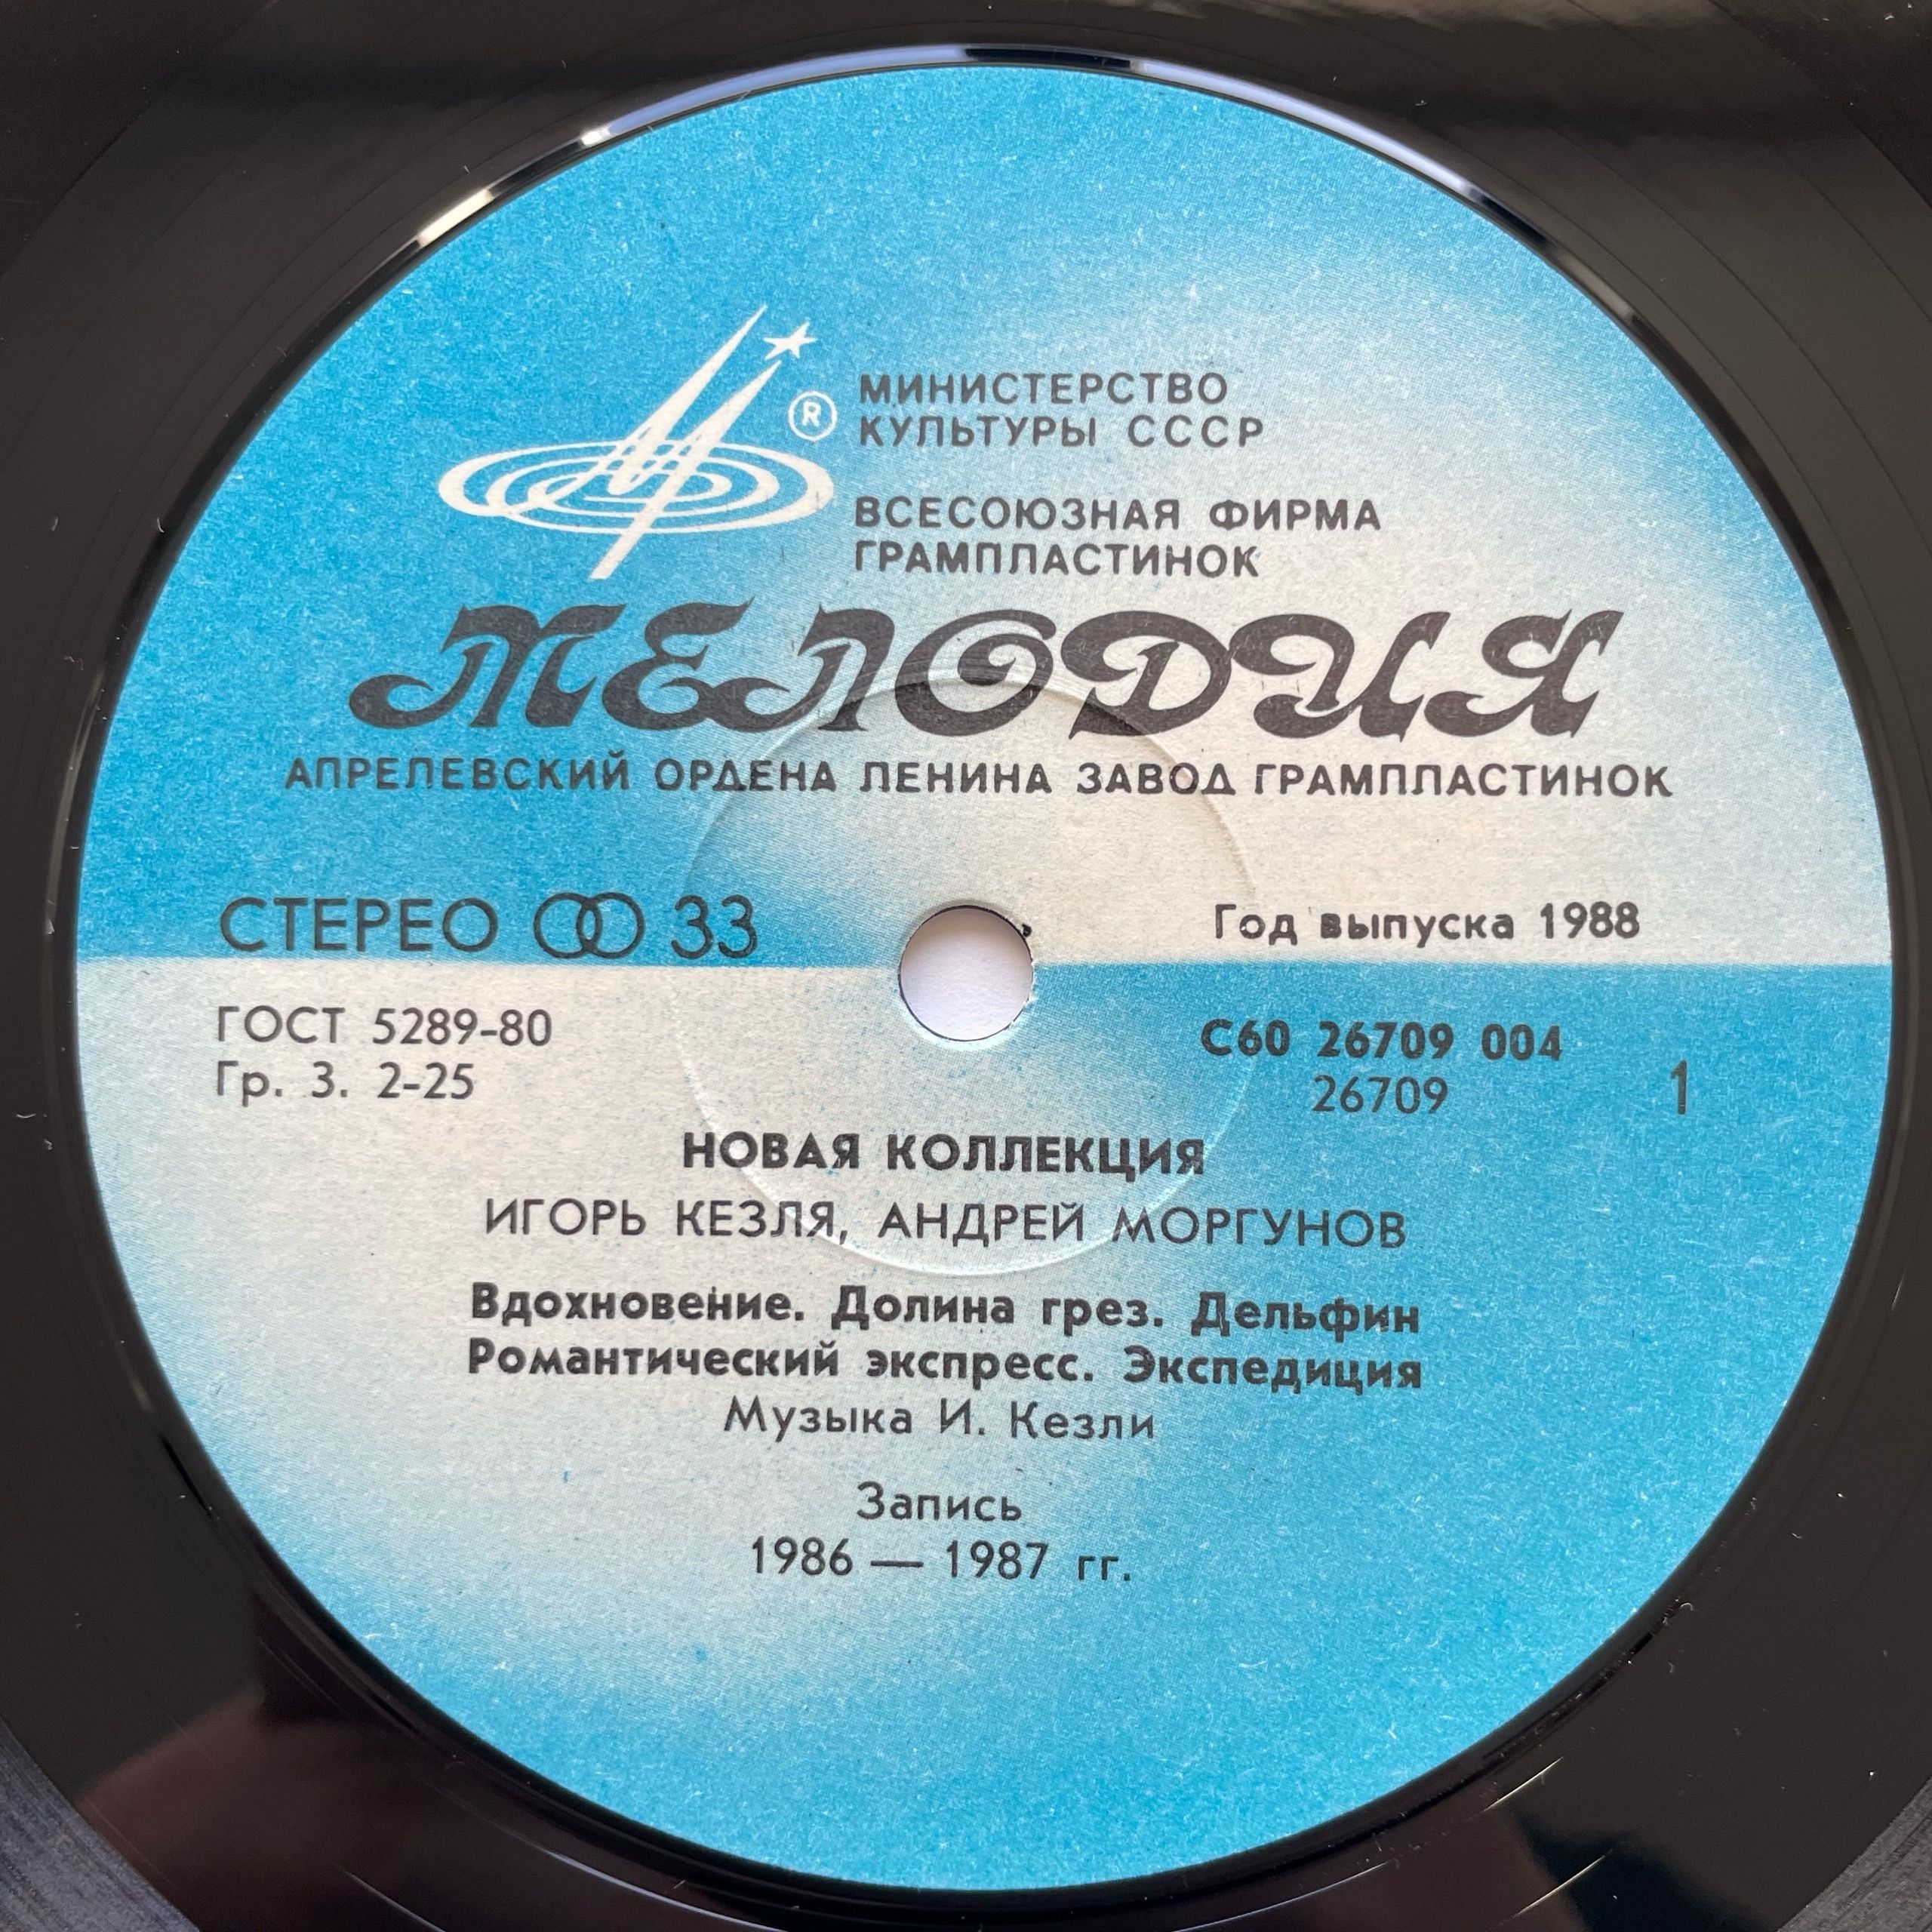 ®
МИНИСТЕРСТВО
КУЛЬТУРЫ СССР
ВСЕСОЮЗНАЯ ФИРМА
ГРАМПЛАСТИНОК
МЕЛОДИЯ
АПРЕЛЕВСКИЙ ОРДЕНА ЛЕНИНА ЗАВОД ГРАМПЛАСТИНОК
СТЕРЕО 33
Год выпуска 1988
ГОСТ 5289-80
Гр. 3. 2-25
С60 26709 004
26709
1
НОВАЯ КОЛЛЕКЦИЯ
ИГОРЬ КЕЗЛЯ, АНДРЕЙ МОРГУНОВ
Вдохновение. Долина грез. Дельфин
Романтический экспресс. Экспедиция
Музыка И. Кезли
Запись
1986 — 1987 гг.